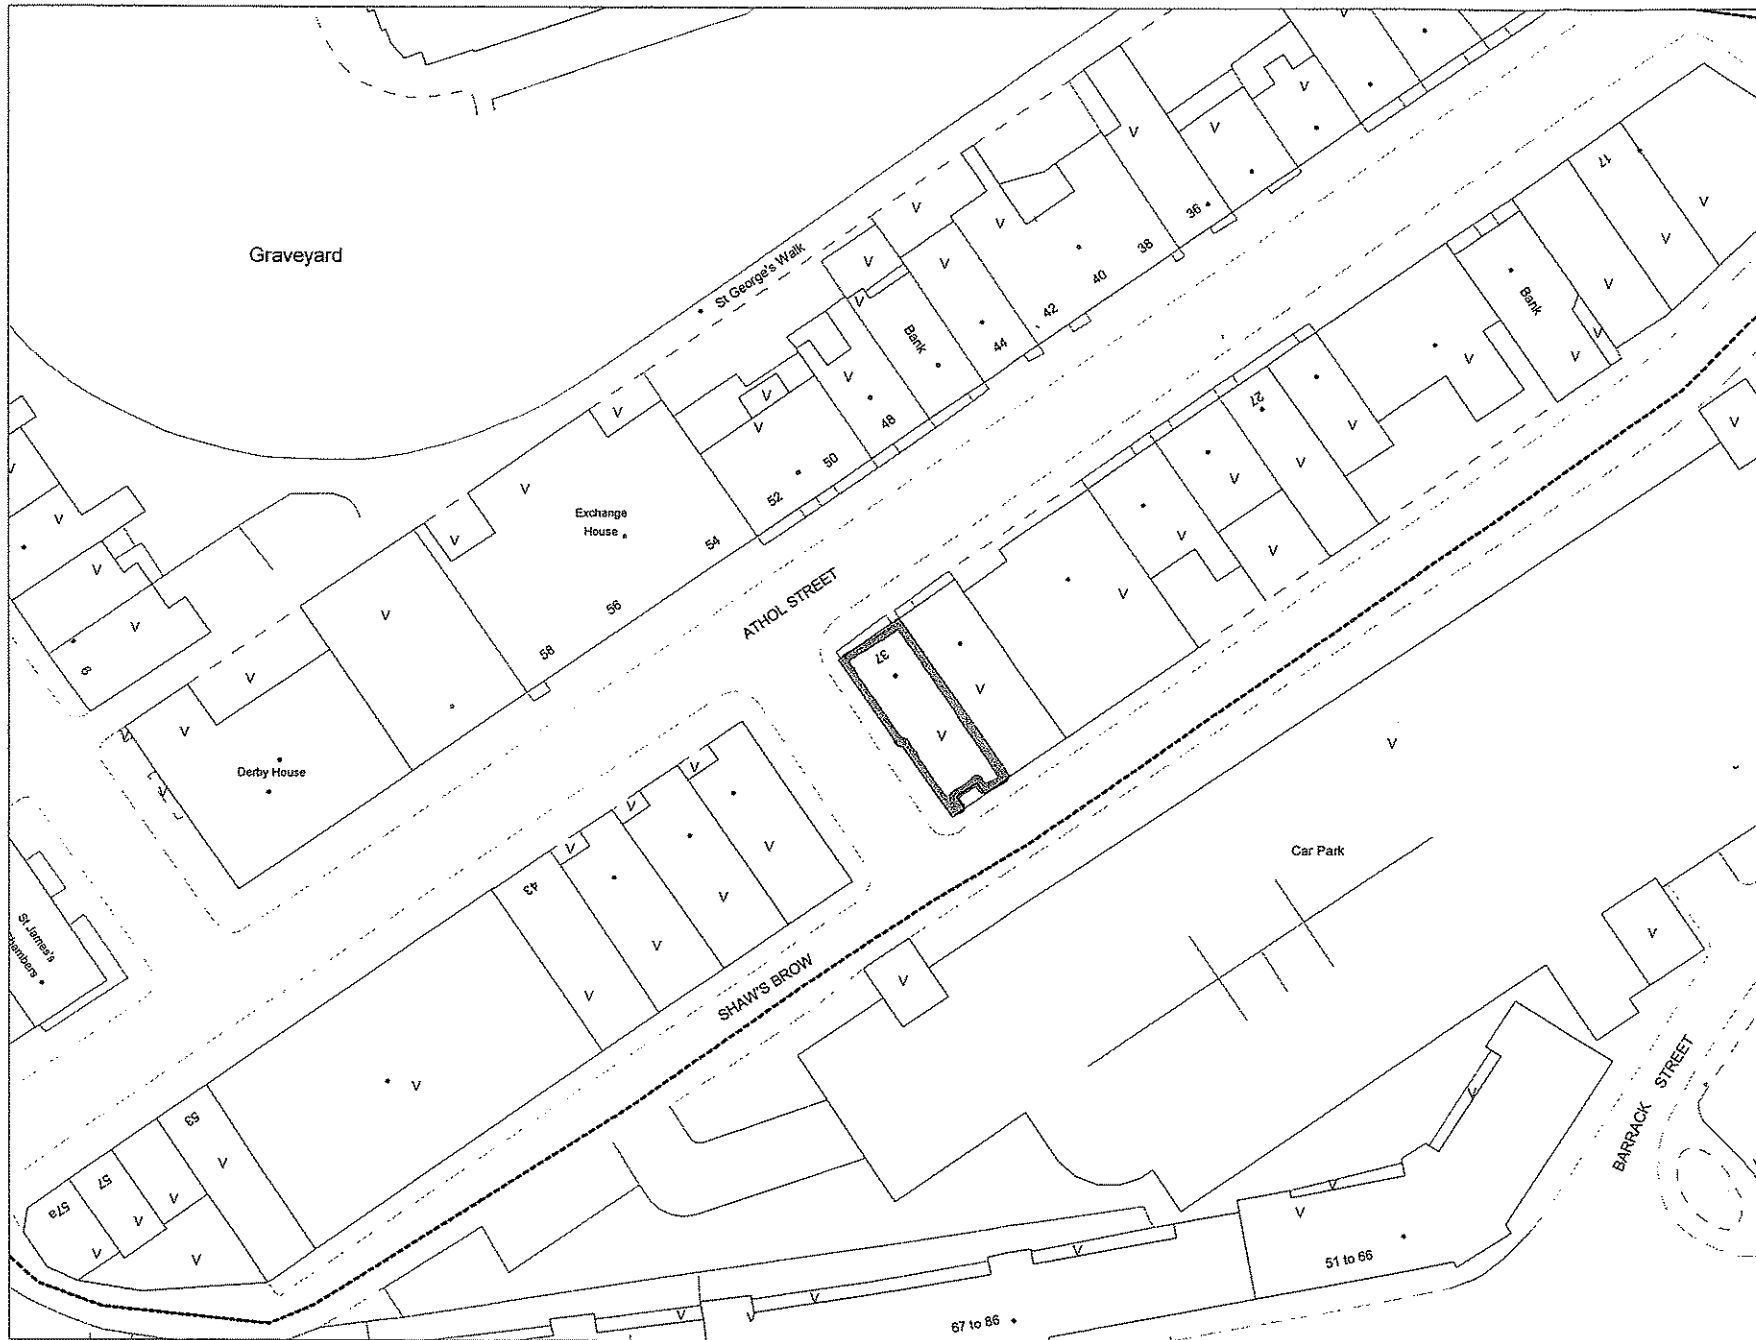 Graveyard
St George's Walk
36
38
40
42
44
Bank
48
50
52
54
56
58
Exchange
House
17
Bank
27
ATHOL STREET
37
6
Derby House
43
St James's
Chambers
Car Park
SHAW'S BROW
53
57
57a
BARRACK STREET
51 to 66
67 to 86